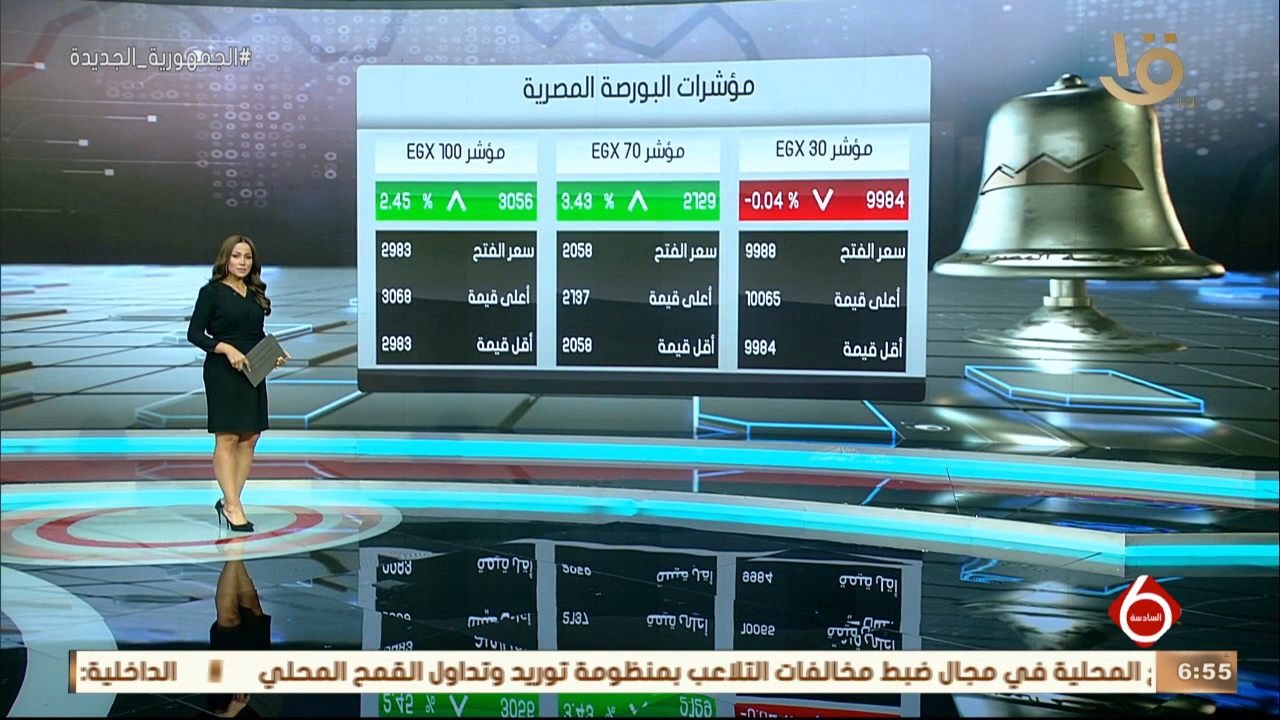 #الجمهورية_الجديدة
مؤشرات البورصة المصرية
مؤشر EGX 30
9984 -0.04 %
سعر الفتح 9988
أعلى قيمة 10065
أقل قيمة 9984
مؤشر EGX 70
2129 3.43 %
سعر الفتح 2058
أعلى قيمة 2137
أقل قيمة 2058
مؤشر EGX 100
3056 2.45 %
سعر الفتح 2983
أعلى قيمة 3068
أقل قيمة 2983
السادسة
6:55
المحلية في مجال ضبط مخالفات التلاعب بمنظومة توريد وتداول القمح المحلي الداخلية: